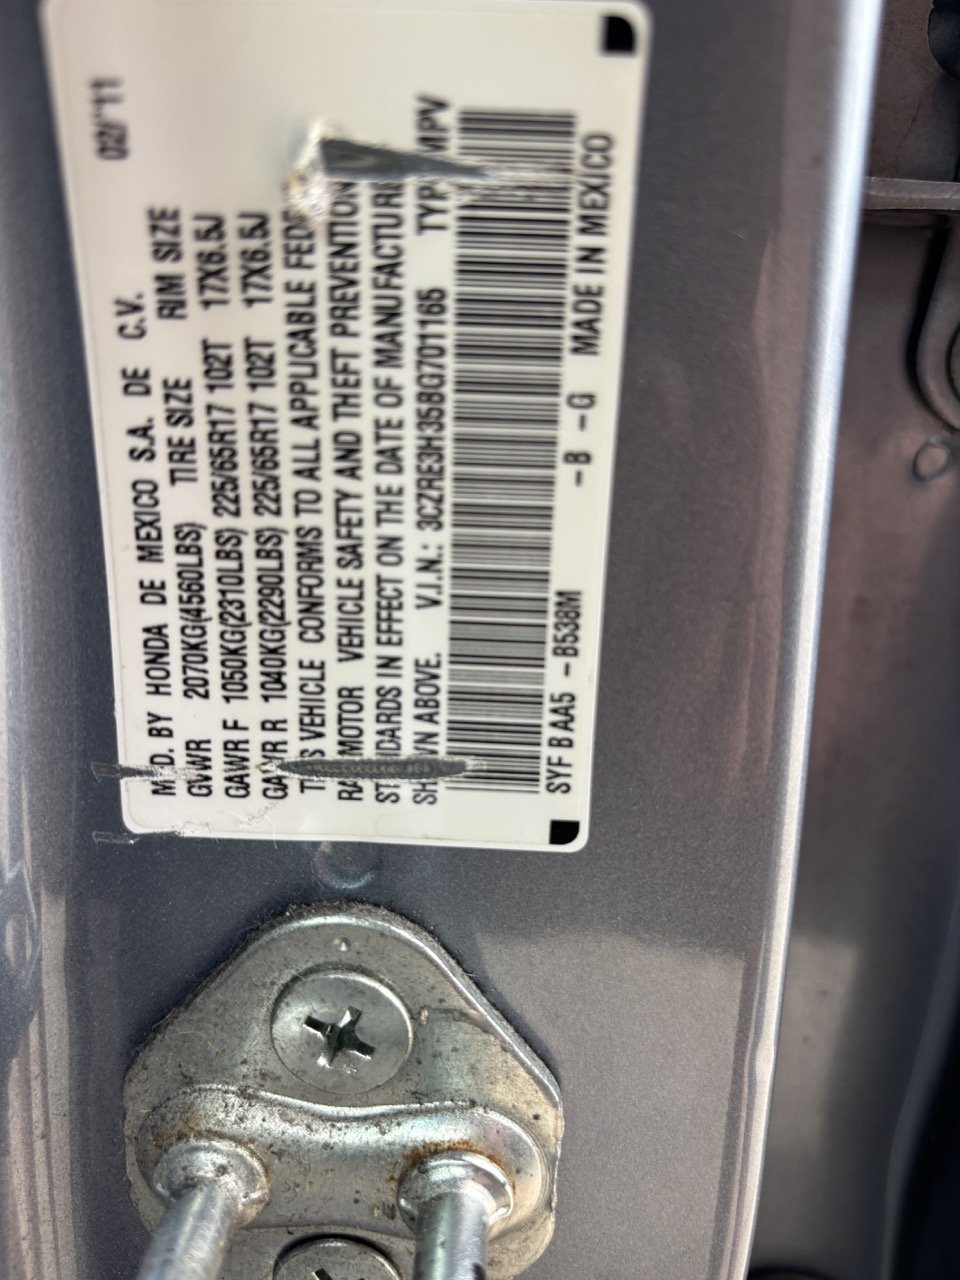 02/'11
MFD. BY HONDA DE MEXICO S.A. DE C.V.
GVWR 2070KG(4560LBS) TIRE SIZE RIM SIZE
GAWR F 1050KG(2310LBS) 225/65R17 102T 17X6.5J
GAWR R 1040KG(2290LBS) 225/65R17 102T 17X6.5J
THIS VEHICLE CONFORMS TO ALL APPLICABLE
MOTOR VEHICLE SAFETY AND THEFT PREVENTION
IN EFFECT ON THE DATE OF MANUFACTURE
ABOVE. V.I.N.: 3CZRE3H35BG701165 MPV
SYF B AA5 -B538M -B -G MADE IN MEXICO